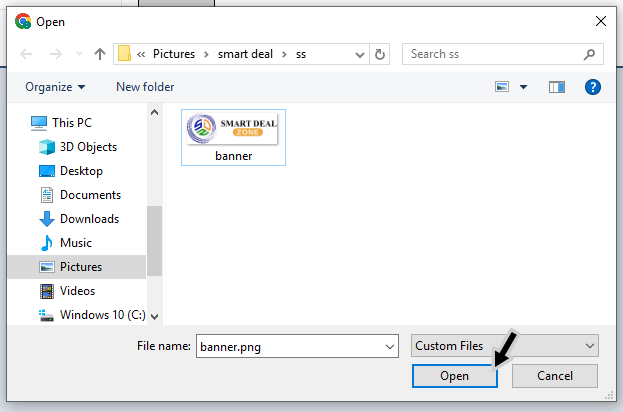 Open
« Pictures › smart deal › ss
Search ss
Organize
New folder
?
This PC
3D Objects
Desktop
Documents
Downloads
Music
Pictures
Videos
Windows 10 (C:)
SMART DEAL
ZONE
banner
File name:
banner.png
Custom Files
Open
Cancel